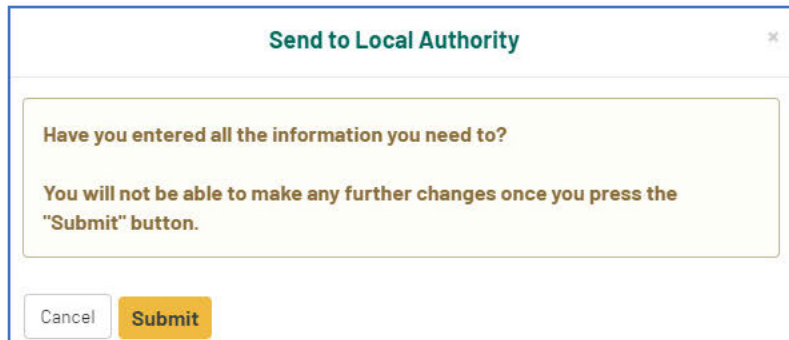 Send to Local Authority
×
Have you entered all the information you need to?
You will not be able to make any further changes once you press the
"Submit" button.
Cancel
Submit